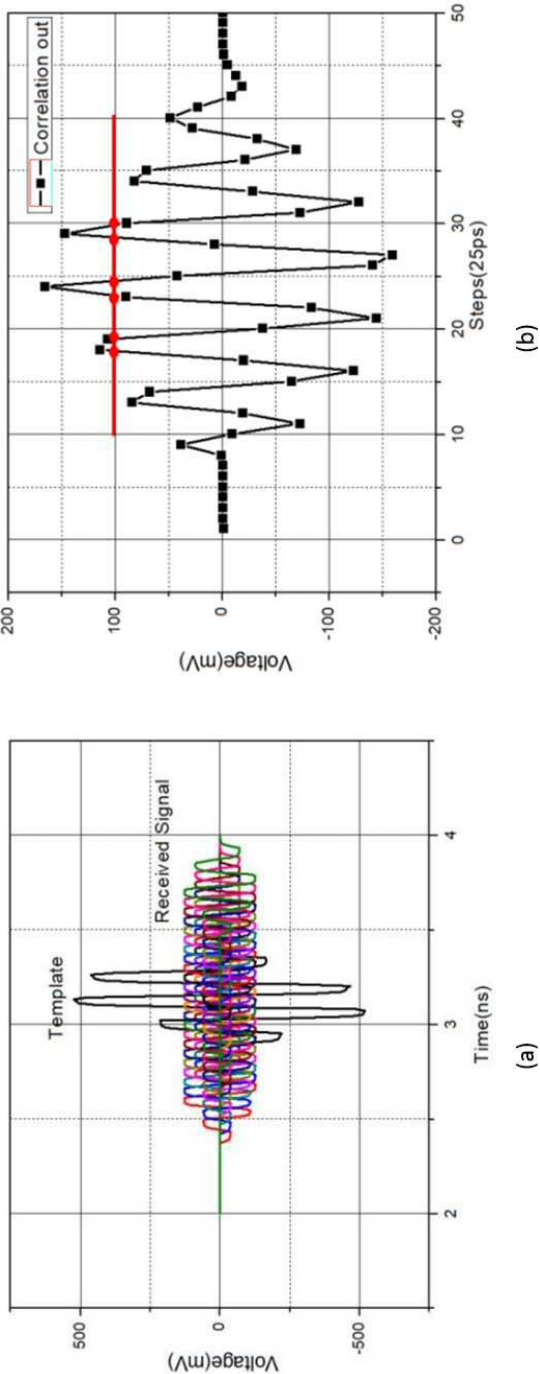 500
0
-500
Voltage(mV)
Template
Received Signal
2
3
4
Time(ns)
(a)
200
100
0
-100
-200
Voltage(mV)
Correlation out
0
10
20
30
40
50
Steps(25ps)
(b)